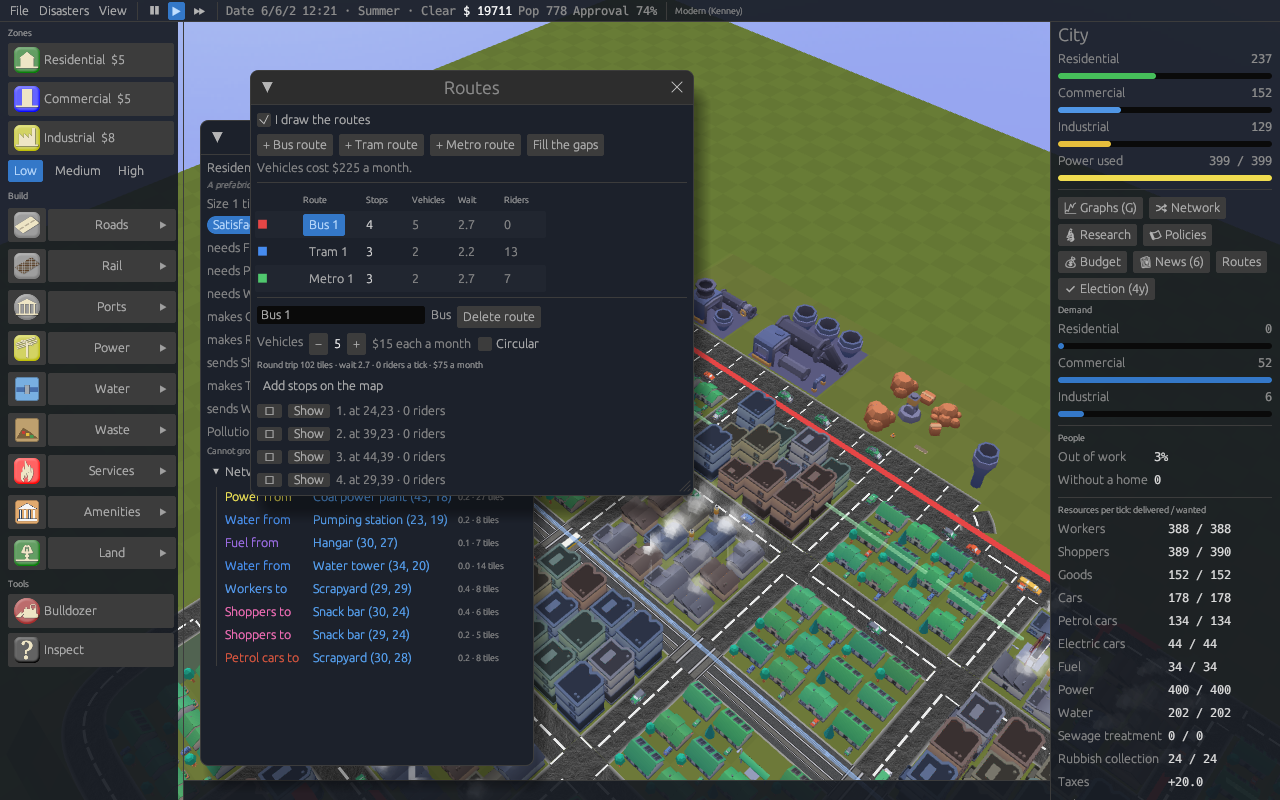 File Disasters View Date 6/6/2 12:21 · Summer · Clear $ 19711 Pop 778 Approval 74% Modern (Kenney)
Zones
Residential $5
Commercial $5
Industrial $8
Low Medium High
Build
Roads
Rail
Ports
Power
Water
Waste
Services
Amenities
Land
Tools
Bulldozer
? Inspect
Routes
I draw the routes
+ Bus route + Tram route + Metro route Fill the gaps
Vehicles cost $225 a month.
Route Stops Vehicles Wait Riders
Bus 1 4 5 2.7 0
Tram 1 3 2 2.2 13
Metro 1 3 2 2.7 7
Bus 1 Bus Delete route
Vehicles − 5 + $15 each a month Circular
Round trip 102 tiles · wait 2.7 · 0 riders a tick · $75 a month
Add stops on the map
Show 1. at 24,23 · 0 riders
Show 2. at 39,23 · 0 riders
Show 3. at 44,39 · 0 riders
Show 4. at 29,39 · 0 riders
Size 1 ti
needs F
needs P
needs W
makes
makes R
sends Sh
makes T
sends W
Pollutio
Power from Coal power plant (45, 18) 0.2 · 27 tiles
Water from Pumping station (23, 19) 0.2 · 8 tiles
Fuel from Hangar (30, 27) 0.1 · 7 tiles
Water from Water tower (34, 20) 0.0 · 14 tiles
Workers to Scrapyard (29, 29) 0.4 · 8 tiles
Shoppers to Snack bar (30, 24) 0.4 · 6 tiles
Shoppers to Snack bar (29, 24) 0.2 · 5 tiles
Petrol cars to Scrapyard (30, 28) 0.2 · 8 tiles
City
Residential 237
Commercial 152
Industrial 129
Power used 399 / 399
Graphs (G) Network
Research Policies
Budget News (6) Routes
Election (4y)
Demand
Residential 0
Commercial 52
Industrial 6
People
Out of work 3%
Without a home 0
Resources per tick: delivered / wanted
Workers 388 / 388
Shoppers 389 / 390
Goods 152 / 152
Cars 178 / 178
Petrol cars 134 / 134
Electric cars 44 / 44
Fuel 34 / 34
Power 400 / 400
Water 202 / 202
Sewage treatment 0 / 0
Rubbish collection 24 / 24
Taxes +20.0